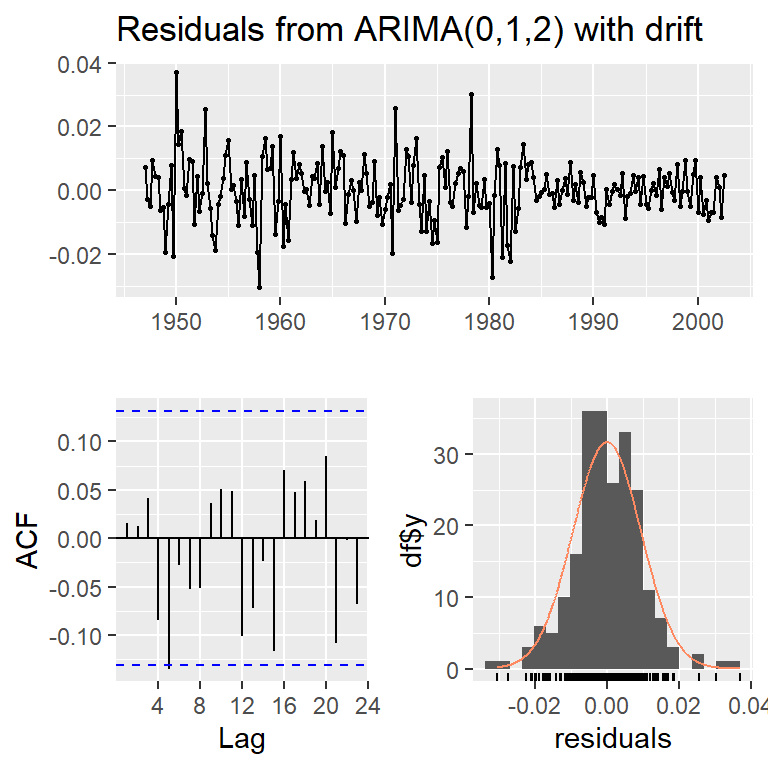 Residuals from ARIMA(0,1,2) with drift
0.04
0.02
0.00
-0.02
1950 1960 1970 1980 1990 2000
0.10
0.05
0.00
-0.05
-0.10
ACF
4 8 12 16 20 24
Lag
30
20
10
0
df$y
-0.02 0.00 0.02 0.04
residuals